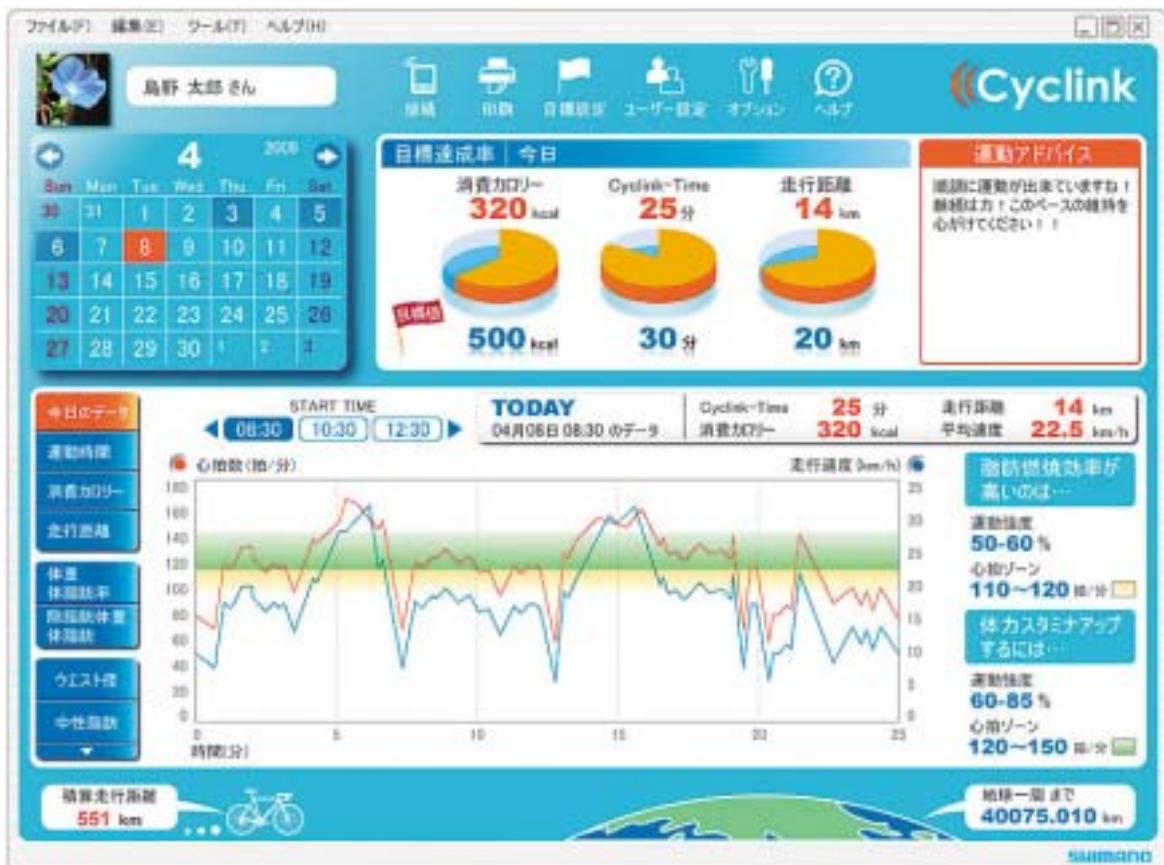 ファイル(F) 編集(E) ツール(T) ヘルプ(H)
島野 太郎 さん
接続 印刷 目標設定 ユーザー設定 オプション ヘルプ
Cyclink
4
Sun Mon Tue Wed Thu Fri Sat
30 31 1 2 3 4 5
6 7 8 9 10 11 12
13 14 15 16 17 18 19
20 21 22 23 24 25 26
27 28 29 30 1 2 3
目標達成率 今日
消費カロリー Cyclink-Time 走行距離
320 kcal 25 分 14 km
目標値
500 kcal 30 分 20 km
運動アドバイス
順調に運動が出来ていますね!
継続は力!このペースの維持を
心がけてください!!
今日のデータ
運動時間
消費カロリー
走行距離
体重
体脂肪率
除脂肪体重
体脂肪
ウエスト径
中性脂肪
START TIME
08:30 10:30 12:30
TODAY
04月08日 08:30 のデータ
Cyclink-Time 25 分 走行距離 14 km
消費カロリー 320 kcal 平均速度 22.5 km/h
心拍数(拍/分)
走行速度(km/h)
180
160
140
120
100
80
60
40
20
0
35
30
25
20
15
10
5
0
0 5 10 15 20 25
時間(分)
脂肪燃焼効率が
高いのは…
運動強度
50-60 %
心拍ゾーン
110~120 拍/分
体力スタミナアップ
するには…
運動強度
60-85 %
心拍ゾーン
120~150 拍/分
積算走行距離
551 km
地球一周まで
40075.010 km
SHIMANO